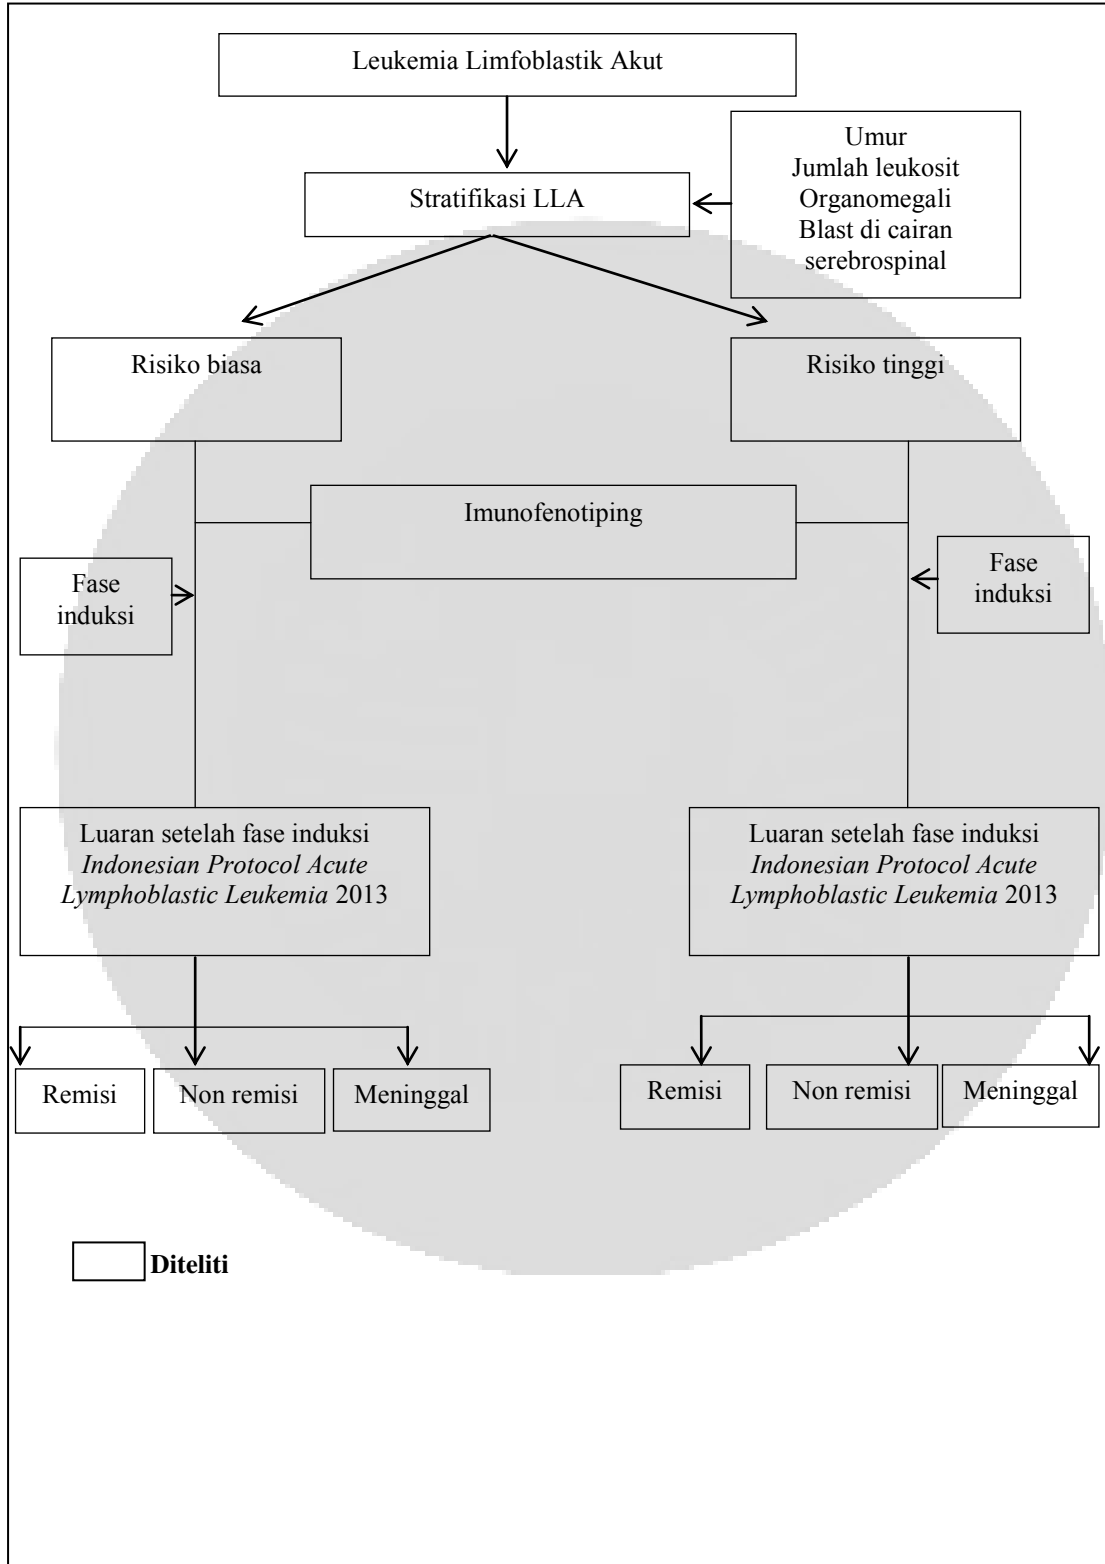 Leukemia Limfoblastik Akut
Umur
Jumlah leukosit
Organomegali
Blast di cairan
serebrospinal
Stratifikasi LLA
Risiko biasa
Risiko tinggi
Imunofenotiping
Fase
induksi
Fase
induksi
Luaran setelah fase induksi
Indonesian Protocol Acute
Lymphoblastic Leukemia 2013
Luaran setelah fase induksi
Indonesian Protocol Acute
Lymphoblastic Leukemia 2013
Remisi
Non remisi
Meninggal
Remisi
Non remisi
Meninggal
Diteliti